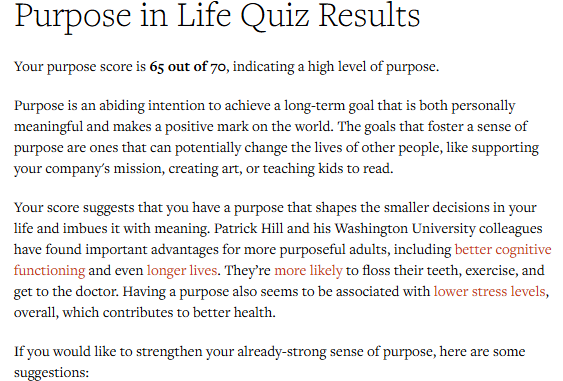 Purpose in Life Quiz Results
Your purpose score is 65 out of 70, indicating a high level of purpose.
Purpose is an abiding intention to achieve a long-term goal that is both personally
meaningful and makes a positive mark on the world. The goals that foster a sense of
purpose are ones that can potentially change the lives of other people, like supporting
your company's mission, creating art, or teaching kids to read.
Your score suggests that you have a purpose that shapes the smaller decisions in your
life and imbues it with meaning. Patrick Hill and his Washington University colleagues
have found important advantages for more purposeful adults, including better cognitive
functioning and even longer lives. They're more likely to floss their teeth, exercise, and
get to the doctor. Having a purpose also seems to be associated with lower stress levels,
overall, which contributes to better health.
If you would like to strengthen your already-strong sense of purpose, here are some
suggestions: